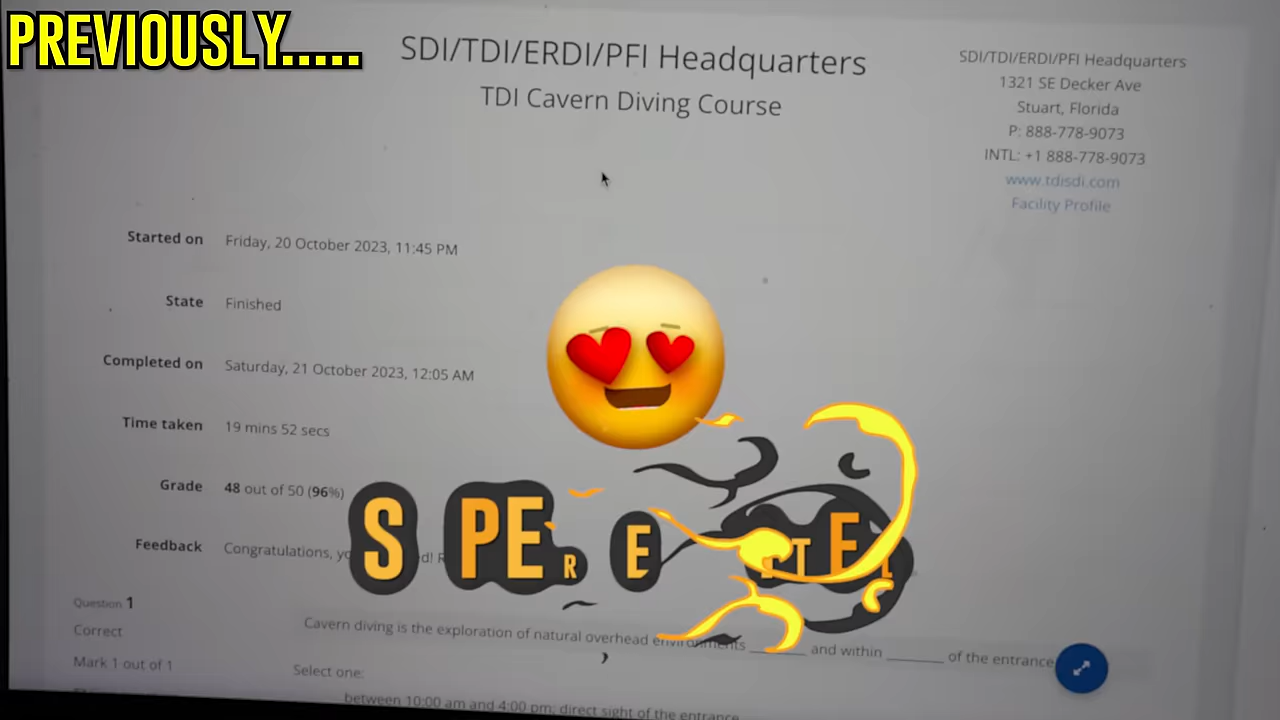 PREVIOUSLY.....
SDI/TDI/ERDI/PFI Headquarters
TDI Cavern Diving Course
SDI/TDI/ERDI/PFI Headquarters
1321 SE Decker Ave
Stuart, Florida
P: 888-778-9073
INTL: +1 888-778-9073
www.tdisdi.com
Facility Profile
Started on Friday, 20 October 2023, 11:45 PM
State Finished
Completed on Saturday, 21 October 2023, 12:05 AM
Time taken 19 mins 52 secs
Grade 48 out of 50 (96%)
Feedback Congratulations,
Question 1
Correct
Mark 1 out of 1
Cavern diving is the exploration of natural overhead environments ________ and within ________ of the entrance
Select one:
between 10:00 am and 4:00 pm; direct sight of the entrance